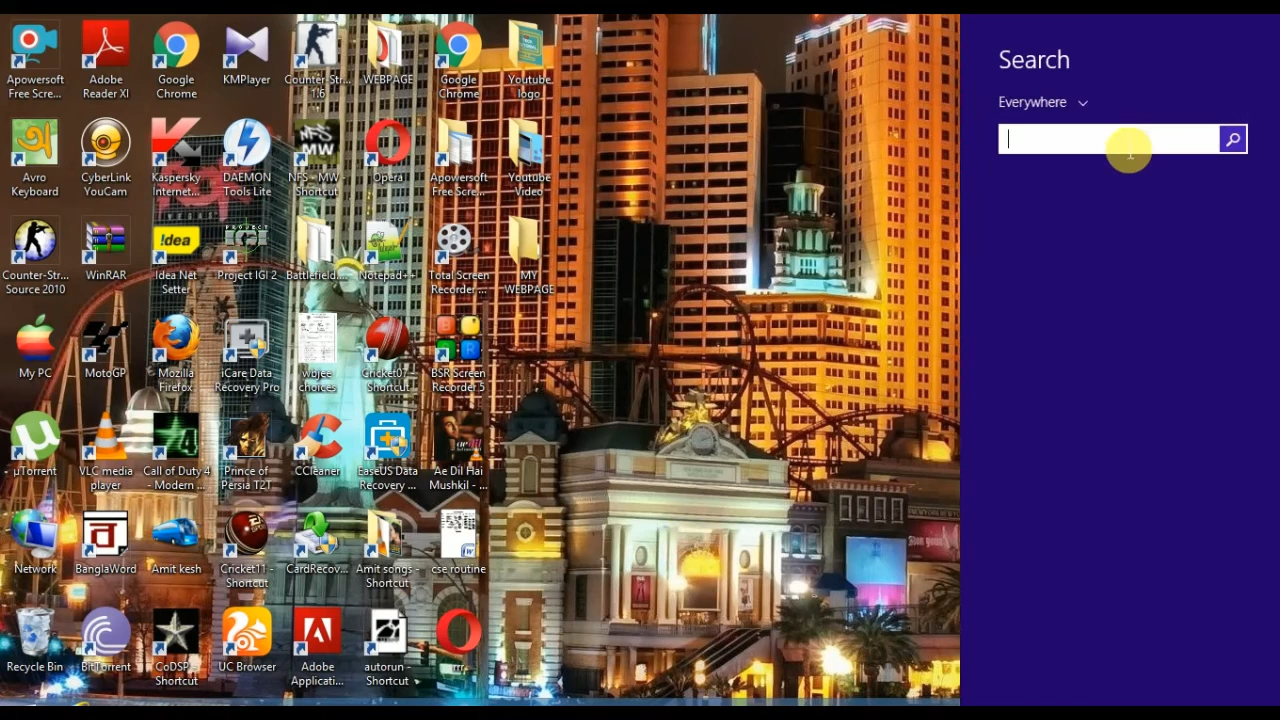 Apowersoft
Free Scre...
Adobe
Reader XI
Google
Chrome
KMPlayer
Counter-Str...
1.6
WEBPAGE
Google
Chrome
Youtube
logo
Avro
Keyboard
CyberLink
YouCam
Kaspersky
Internet...
DAEMON
Tools Lite
NFS
MW
NFS - MW
Shortcut
Opera
Apowersoft
Free Scre...
Youtube
Video
Counter-Str...
Source 2010
WinRAR
!dea
Idea Net
Setter
PROJECT
Project IGI 2
Battlefield....
Notepad++
Total Screen
Recorder ...
MY
WEBPAGE
My PC
MotoGP
Mozilla
Firefox
iCare Data
Recovery Pro
wbjee
choices
Cricket07 -
Shortcut
BSR Screen
Recorder 5
µTorrent
VLC media
player
Call of Duty 4
- Modern ...
Prince of
Persia T2T
CCleaner
EaseUS Data
Recovery ...
Ae Dil Hai
Mushkil - ...
Network
BanglaWord
Amit kesh
Cricket11 -
Shortcut
CardRecov...
Amit songs -
Shortcut
cse routine
Recycle Bin
BitTorrent
CoDSP -
Shortcut
UC Browser
Adobe
Applicati...
autorun -
Shortcut
rrr
Search
Everywhere